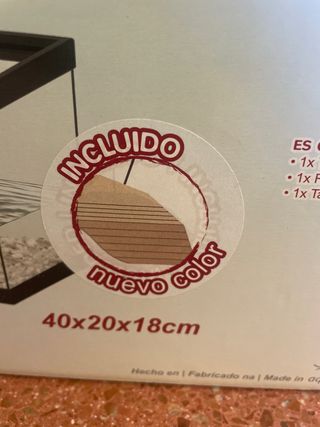 INCLUIDO
nuevo color
ES
• 1x
• 1x
• 1x
40x20x18cm
Hecho en | Fabricado na | Made in